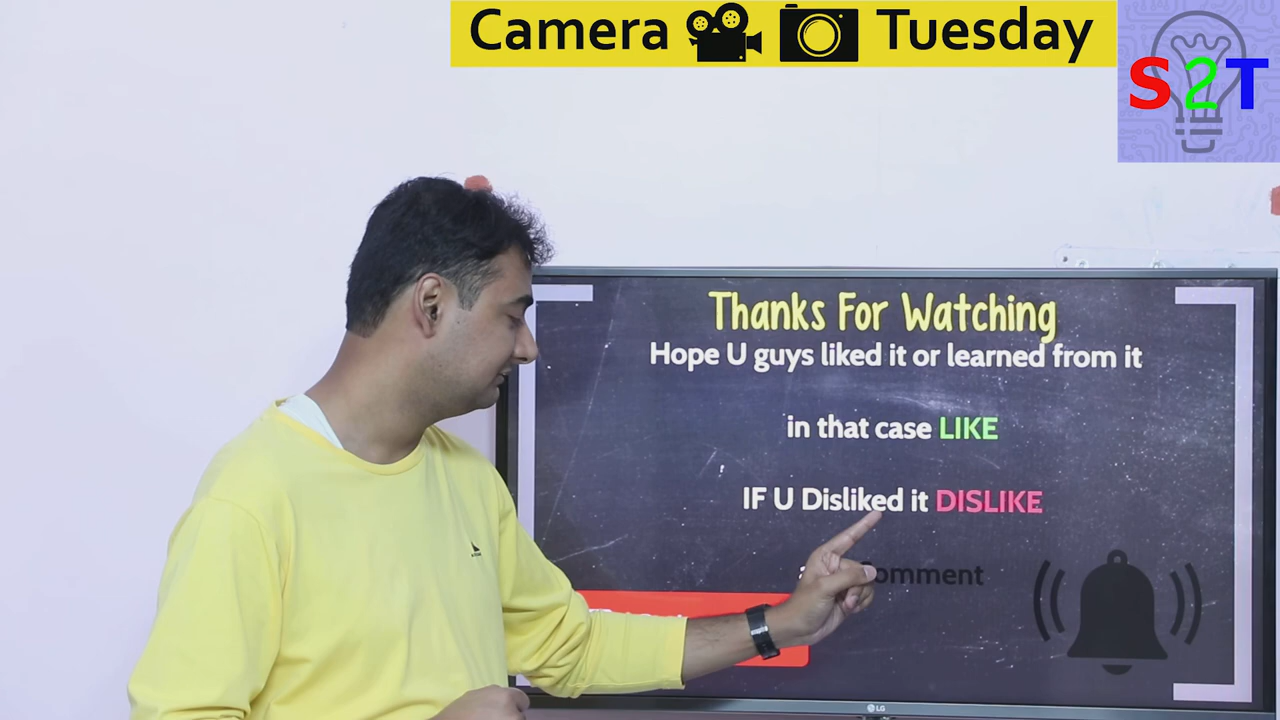 Camera Tuesday
S2T
Thanks For Watching
Hope U guys liked it or learned from it
in that case LIKE
IF U Disliked it DISLIKE
LG